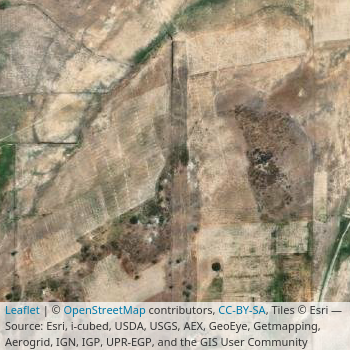 Leaflet | © OpenStreetMap contributors, CC-BY-SA, Tiles © Esri —
Source: Esri, i-cubed, USDA, USGS, AEX, GeoEye, Getmapping,
Aerogrid, IGN, IGP, UPR-EGP, and the GIS User Community